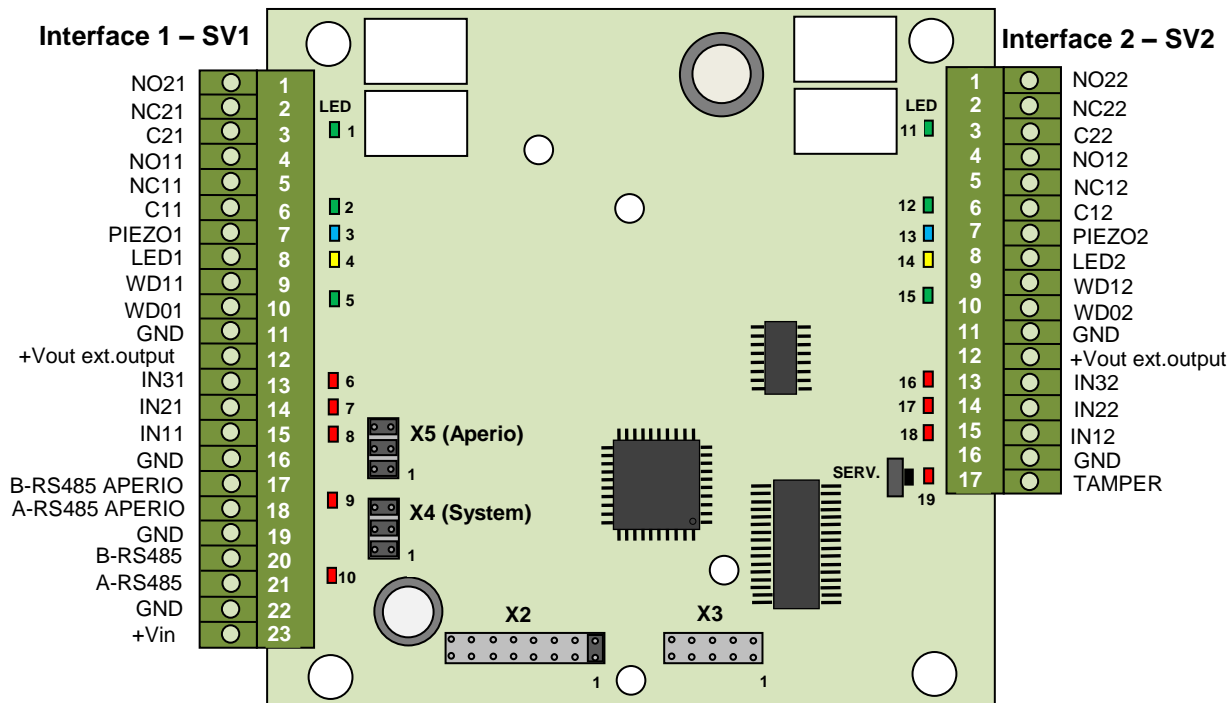 Interface 1 – SV1
Interface 2 – SV2
NO21 1
NC21 2
C21 3
NO11 4
NC11 5
C11 6
PIEZO1 7
LED1 8
WD11 9
WD01 10
GND 11
+Vout ext.output 12
IN31 13
IN21 14
IN11 15
GND 16
B-RS485 APERIO 17
A-RS485 APERIO 18
GND 19
B-RS485 20
A-RS485 21
GND 22
+Vin 23
LED
1
2
3
4
5
6
7
8
9
10
X5 (Aperio)
1
X4 (System)
1
X2
1
X3
1
LED
11
12
13
14
15
16
17
18
SERV.
19
1 NO22
2 NC22
3 C22
4 NO12
5 NC12
6 C12
7 PIEZO2
8 LED2
9 WD12
10 WD02
11 GND
12 +Vout ext.output
13 IN32
14 IN22
15 IN12
16 GND
17 TAMPER